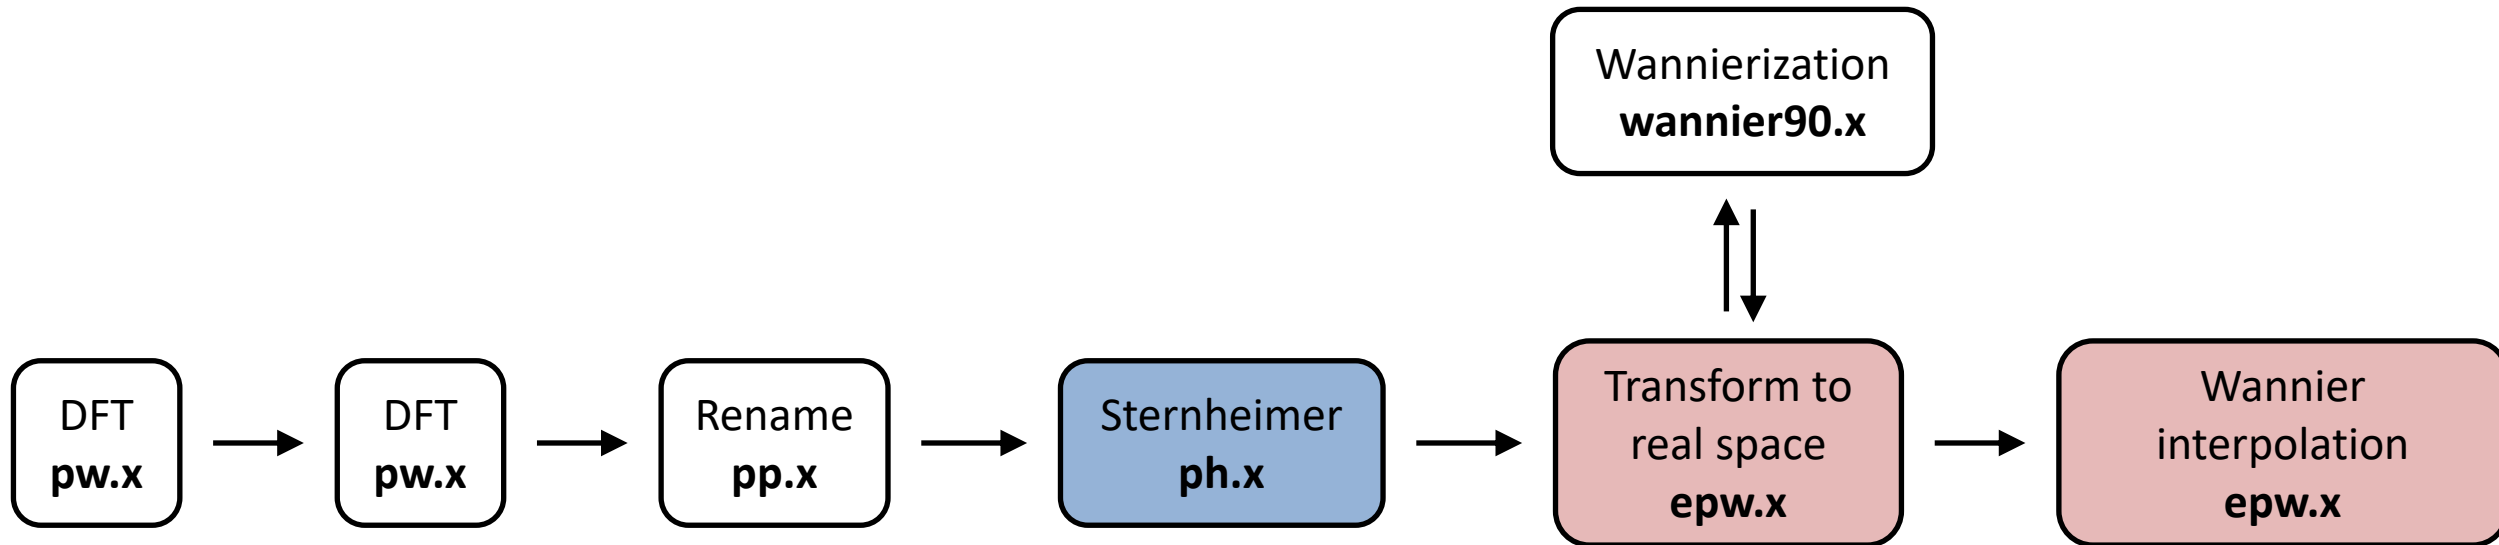 Wannierization
wannier90.x
DFT
pw.x
DFT
pw.x
Rename
pp.x
Sternheimer
ph.x
Transform to
real space
epw.x
Wannier
interpolation
epw.x